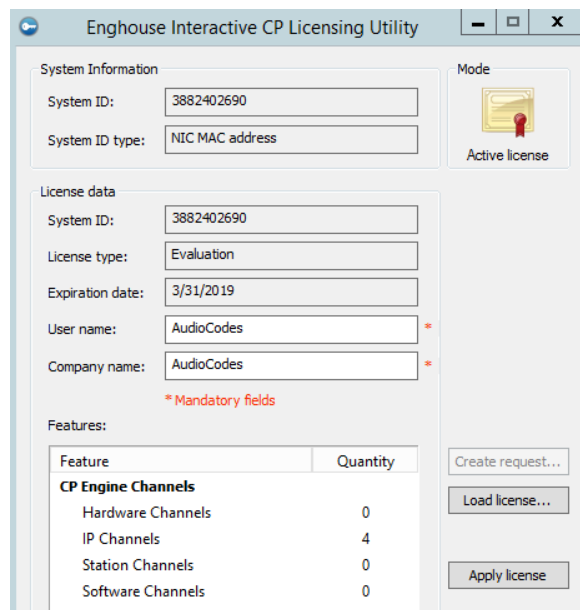 Enghouse Interactive CP Licensing Utility
System Information
System ID: 3882402690
System ID type: NIC MAC address
Mode
Active license
License data
System ID: 3882402690
License type: Evaluation
Expiration date: 3/31/2019
User name: AudioCodes *
Company name: AudioCodes *
* Mandatory fields
Features:
Feature Quantity
CP Engine Channels
Hardware Channels 0
IP Channels 4
Station Channels 0
Software Channels 0
Create request...
Load license...
Apply license